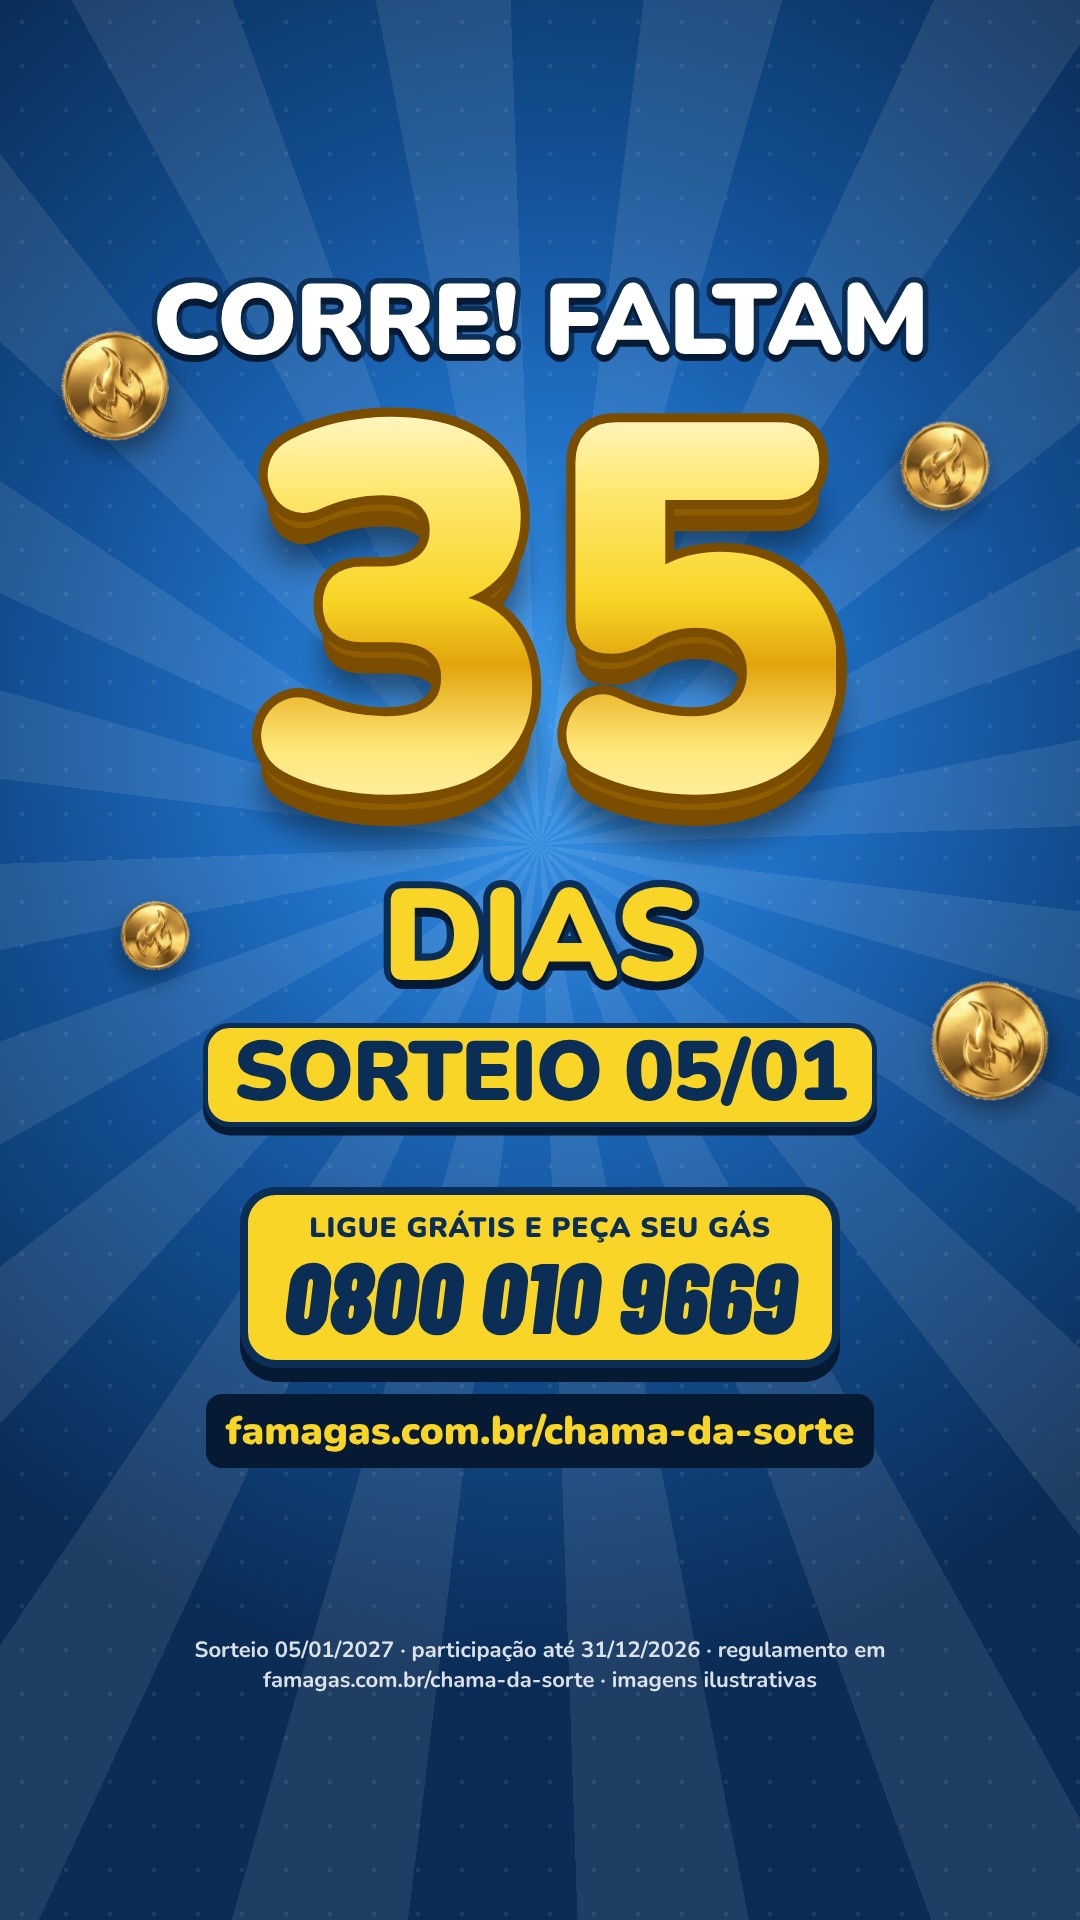 CORRE! FALTAM
35
DIAS
SORTEIO 05/01
LIGUE GRÁTIS E PEÇA SEU GÁS
0800 010 9669
famagas.com.br/chama-da-sorte
Sorteio 05/01/2027 · participação até 31/12/2026 · regulamento em
famagas.com.br/chama-da-sorte · imagens ilustrativas